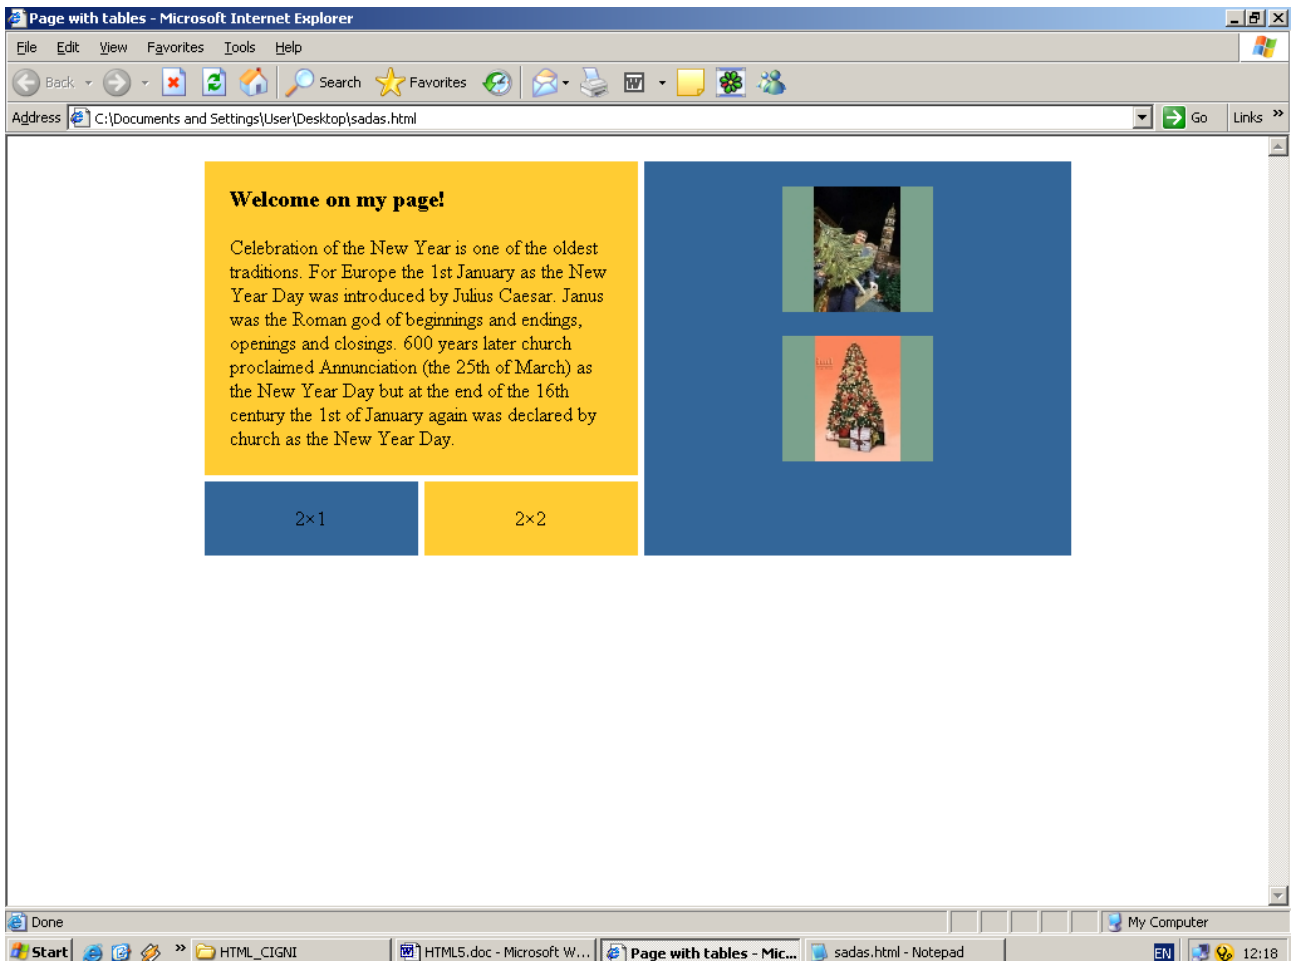 Page with tables - Microsoft Internet Explorer
File Edit View Favorites Tools Help
Back Search Favorites
Address C:\Documents and Settings\User\Desktop\sadas.html Go Links »
Welcome on my page!
Celebration of the New Year is one of the oldest
traditions. For Europe the 1st January as the New
Year Day was introduced by Julius Caesar. Janus
was the Roman god of beginnings and endings,
openings and closings. 600 years later church
proclaimed Annunciation (the 25th of March) as
the New Year Day but at the end of the 16th
century the 1st of January again was declared by
church as the New Year Day.
2×1 2×2
Done My Computer
Start » HTML_CIGNI HTML5.doc - Microsoft W... Page with tables - Mic... sadas.html - Notepad EN 12:18